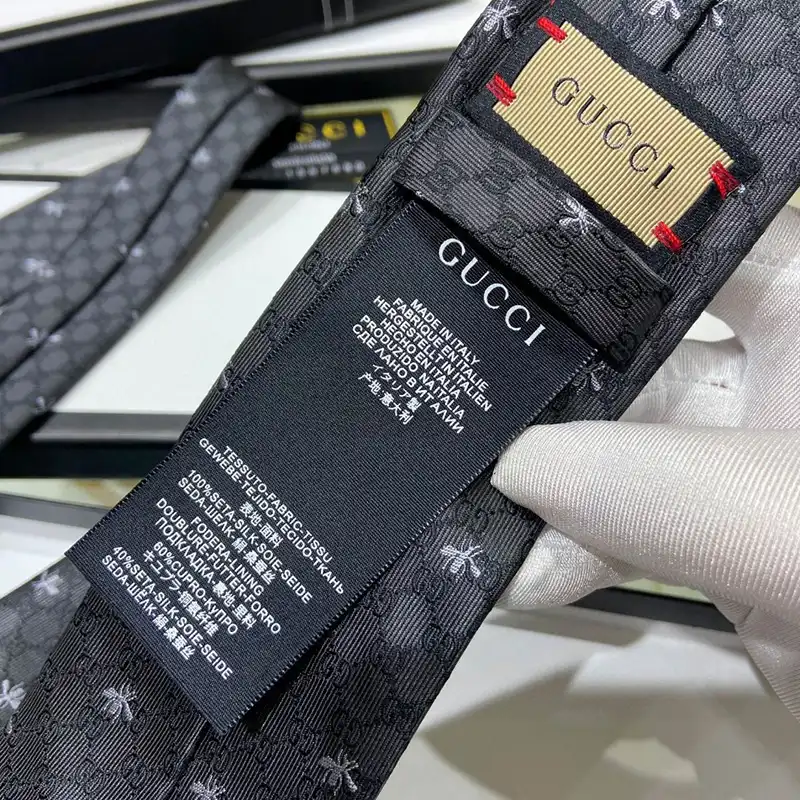 GUCCI
GUCCI
GUCCI
MADE IN ITALY
FABRIQUE EN ITALIE
HERGESTELLT IN ITALIEN
HECHO EN ITALIA
PRODUZIDO NA ITALIA
СДЕ ЛАНО В ИТАЛИИ
イタリア製
产地:意大利
TESSUTO-FABRIC-TISSU
GEWEBE-TEJIDO-TECIDO-ТКАНЬ
表地-面料
100%SETA-SILK-SOIE-SEIDE
SEDA-ШЕЛК-絹-桑蚕丝
FODERA-LINING
DOUBLURE-FUTTER-FORRO
ПОДКЛАДКА-裏地-里料
60%CUPRO-КУПРО
キュプラ-铜氨纤维
40%SETA-SILK-SOIE-SEIDE
SEDA-ШЕЛК-絹-桑蚕丝